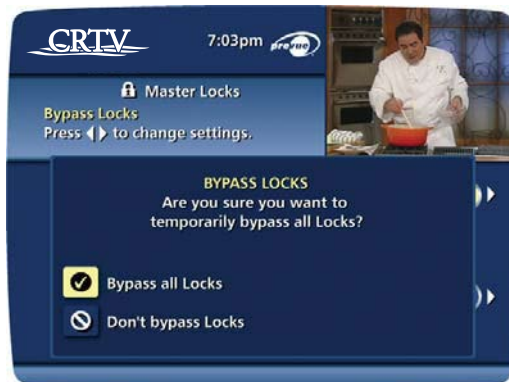 CRTV
7:03pm
prevue
Master Locks
Bypass Locks
Press ◀▶ to change settings.
BYPASS LOCKS
Are you sure you want to
temporarily bypass all Locks?
Bypass all Locks
Don't bypass Locks